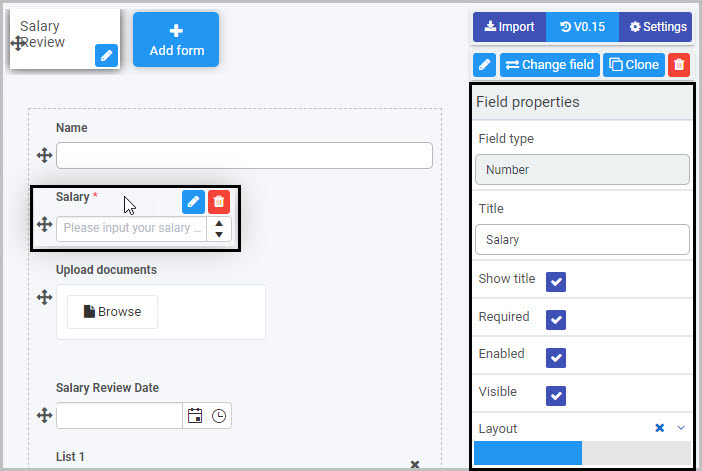 Salary
Review
Add form
Import
V0.15
Settings
Change field
Clone
Field properties
Field type
Number
Title
Salary
Show title
Required
Enabled
Visible
Layout
Name
Salary *
Please input your salary ...
Upload documents
Browse
Salary Review Date
List 1